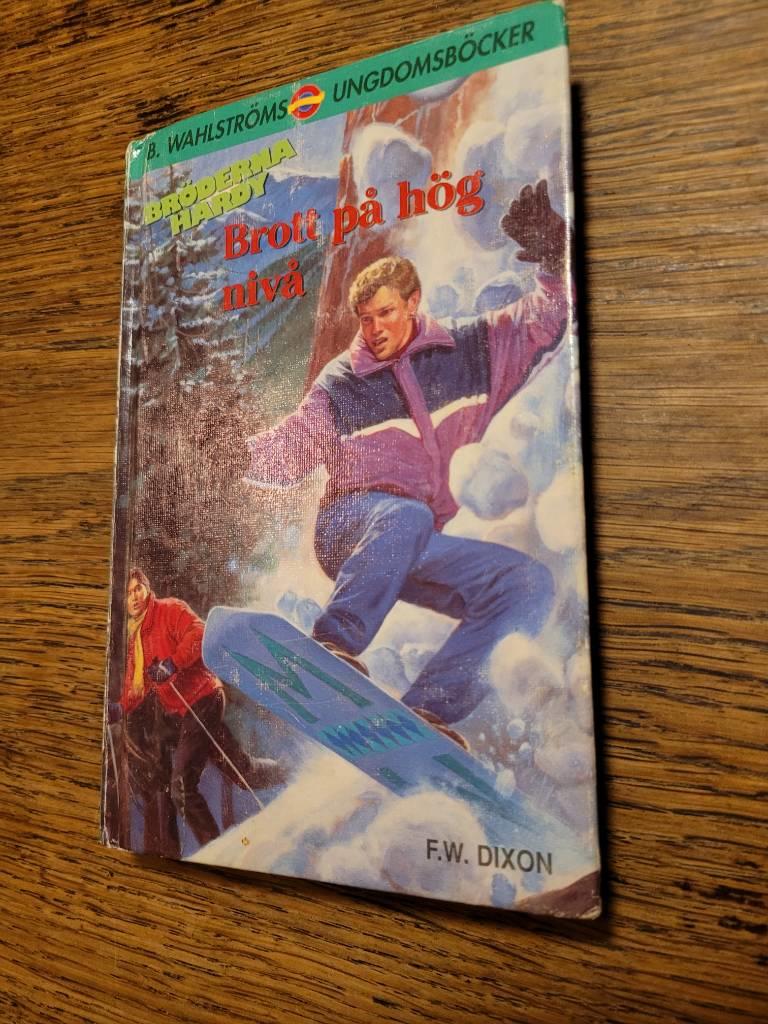 B. WAHLSTRÖMS UNGDOMSBÖCKER
BRÖDERNA
HARDY
Brott på hög
nivå
M
F.W. DIXON